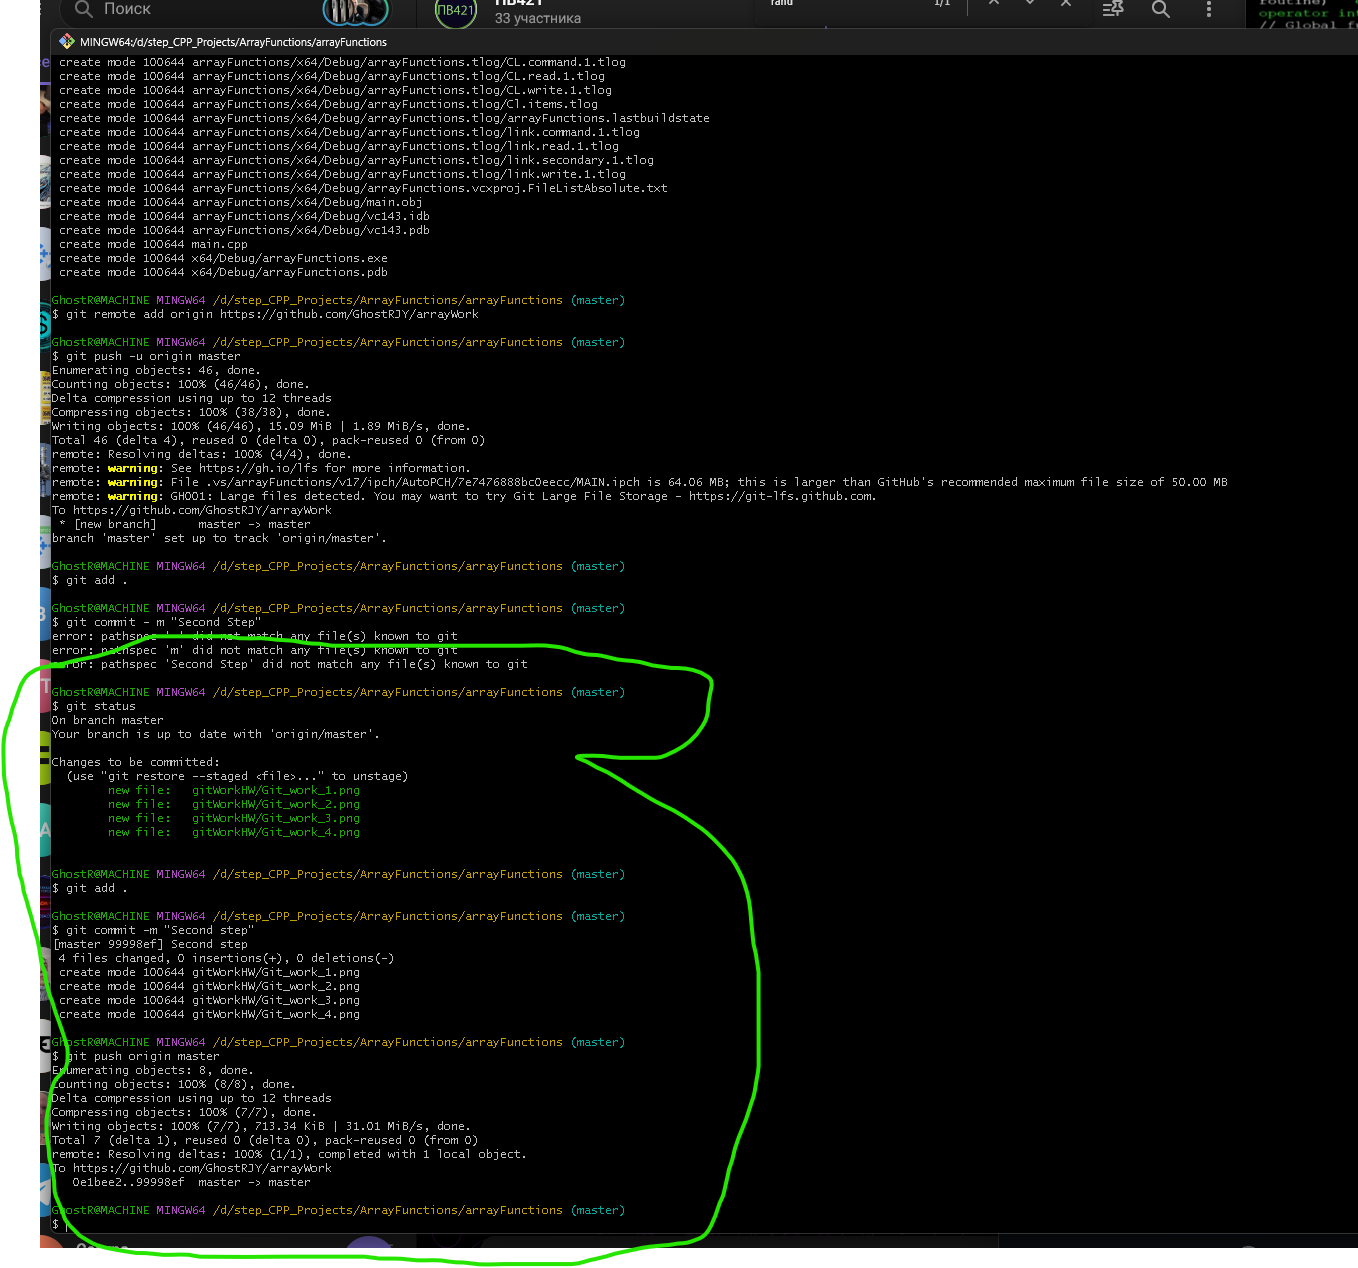 Поиск
ПВ421
ПВ421
33 участника
rand
1/1
operator in
// Global f
MINGW64:/d/step_CPP_Projects/ArrayFunctions/arrayFunctions
create mode 100644 arrayFunctions/x64/Debug/arrayFunctions.tlog/CL.command.1.tlog
create mode 100644 arrayFunctions/x64/Debug/arrayFunctions.tlog/CL.read.1.tlog
create mode 100644 arrayFunctions/x64/Debug/arrayFunctions.tlog/CL.write.1.tlog
create mode 100644 arrayFunctions/x64/Debug/arrayFunctions.tlog/Cl.items.tlog
create mode 100644 arrayFunctions/x64/Debug/arrayFunctions.tlog/arrayFunctions.lastbuildstate
create mode 100644 arrayFunctions/x64/Debug/arrayFunctions.tlog/link.command.1.tlog
create mode 100644 arrayFunctions/x64/Debug/arrayFunctions.tlog/link.read.1.tlog
create mode 100644 arrayFunctions/x64/Debug/arrayFunctions.tlog/link.secondary.1.tlog
create mode 100644 arrayFunctions/x64/Debug/arrayFunctions.tlog/link.write.1.tlog
create mode 100644 arrayFunctions/x64/Debug/arrayFunctions.vcxproj.FileListAbsolute.txt
create mode 100644 arrayFunctions/x64/Debug/main.obj
create mode 100644 arrayFunctions/x64/Debug/vc143.idb
create mode 100644 arrayFunctions/x64/Debug/vc143.pdb
create mode 100644 main.cpp
create mode 100644 x64/Debug/arrayFunctions.exe
create mode 100644 x64/Debug/arrayFunctions.pdb
GhostR@MACHINE MINGW64 /d/step_CPP_Projects/ArrayFunctions/arrayFunctions (master)
$ git remote add origin https://github.com/GhostRJY/arrayWork
GhostR@MACHINE MINGW64 /d/step_CPP_Projects/ArrayFunctions/arrayFunctions (master)
$ git push -u origin master
Enumerating objects: 46, done.
Counting objects: 100% (46/46), done.
Delta compression using up to 12 threads
Compressing objects: 100% (38/38), done.
Writing objects: 100% (46/46), 15.09 MiB | 1.89 MiB/s, done.
Total 46 (delta 4), reused 0 (delta 0), pack-reused 0 (from 0)
remote: Resolving deltas: 100% (4/4), done.
remote: warning: See https://gh.io/lfs for more information.
remote: warning: File .vs/arrayFunctions/v17/ipch/AutoPCH/7e7476888bc0eecc/MAIN.ipch is 64.06 MB; this is larger than GitHub's recommended maximum file size of 50.00 MB
remote: warning: GH001: Large files detected. You may want to try Git Large File Storage - https://git-lfs.github.com.
To https://github.com/GhostRJY/arrayWork
* [new branch]      master -> master
branch 'master' set up to track 'origin/master'.
GhostR@MACHINE MINGW64 /d/step_CPP_Projects/ArrayFunctions/arrayFunctions (master)
$ git add .
GhostR@MACHINE MINGW64 /d/step_CPP_Projects/ArrayFunctions/arrayFunctions (master)
$ git commit - m "Second Step"
error: pathspec '-' did not match any file(s) known to git
error: pathspec 'm' did not match any file(s) known to git
error: pathspec 'Second Step' did not match any file(s) known to git
GhostR@MACHINE MINGW64 /d/step_CPP_Projects/ArrayFunctions/arrayFunctions (master)
$ git status
On branch master
Your branch is up to date with 'origin/master'.
Changes to be committed:
(use "git restore --staged <file>..." to unstage)
new file:   gitWorkHW/Git_work_1.png
new file:   gitWorkHW/Git_work_2.png
new file:   gitWorkHW/Git_work_3.png
new file:   gitWorkHW/Git_work_4.png
GhostR@MACHINE MINGW64 /d/step_CPP_Projects/ArrayFunctions/arrayFunctions (master)
$ git add .
GhostR@MACHINE MINGW64 /d/step_CPP_Projects/ArrayFunctions/arrayFunctions (master)
$ git commit -m "Second step"
[master 99998ef] Second step
4 files changed, 0 insertions(+), 0 deletions(-)
create mode 100644 gitWorkHW/Git_work_1.png
create mode 100644 gitWorkHW/Git_work_2.png
create mode 100644 gitWorkHW/Git_work_3.png
create mode 100644 gitWorkHW/Git_work_4.png
GhostR@MACHINE MINGW64 /d/step_CPP_Projects/ArrayFunctions/arrayFunctions (master)
$ git push origin master
Enumerating objects: 8, done.
Counting objects: 100% (8/8), done.
Delta compression using up to 12 threads
Compressing objects: 100% (7/7), done.
Writing objects: 100% (7/7), 713.34 KiB | 31.01 MiB/s, done.
Total 7 (delta 1), reused 0 (delta 0), pack-reused 0 (from 0)
remote: Resolving deltas: 100% (1/1), completed with 1 local object.
To https://github.com/GhostRJY/arrayWork
0e1bee2..99998ef  master -> master
GhostR@MACHINE MINGW64 /d/step_CPP_Projects/ArrayFunctions/arrayFunctions (master)
$